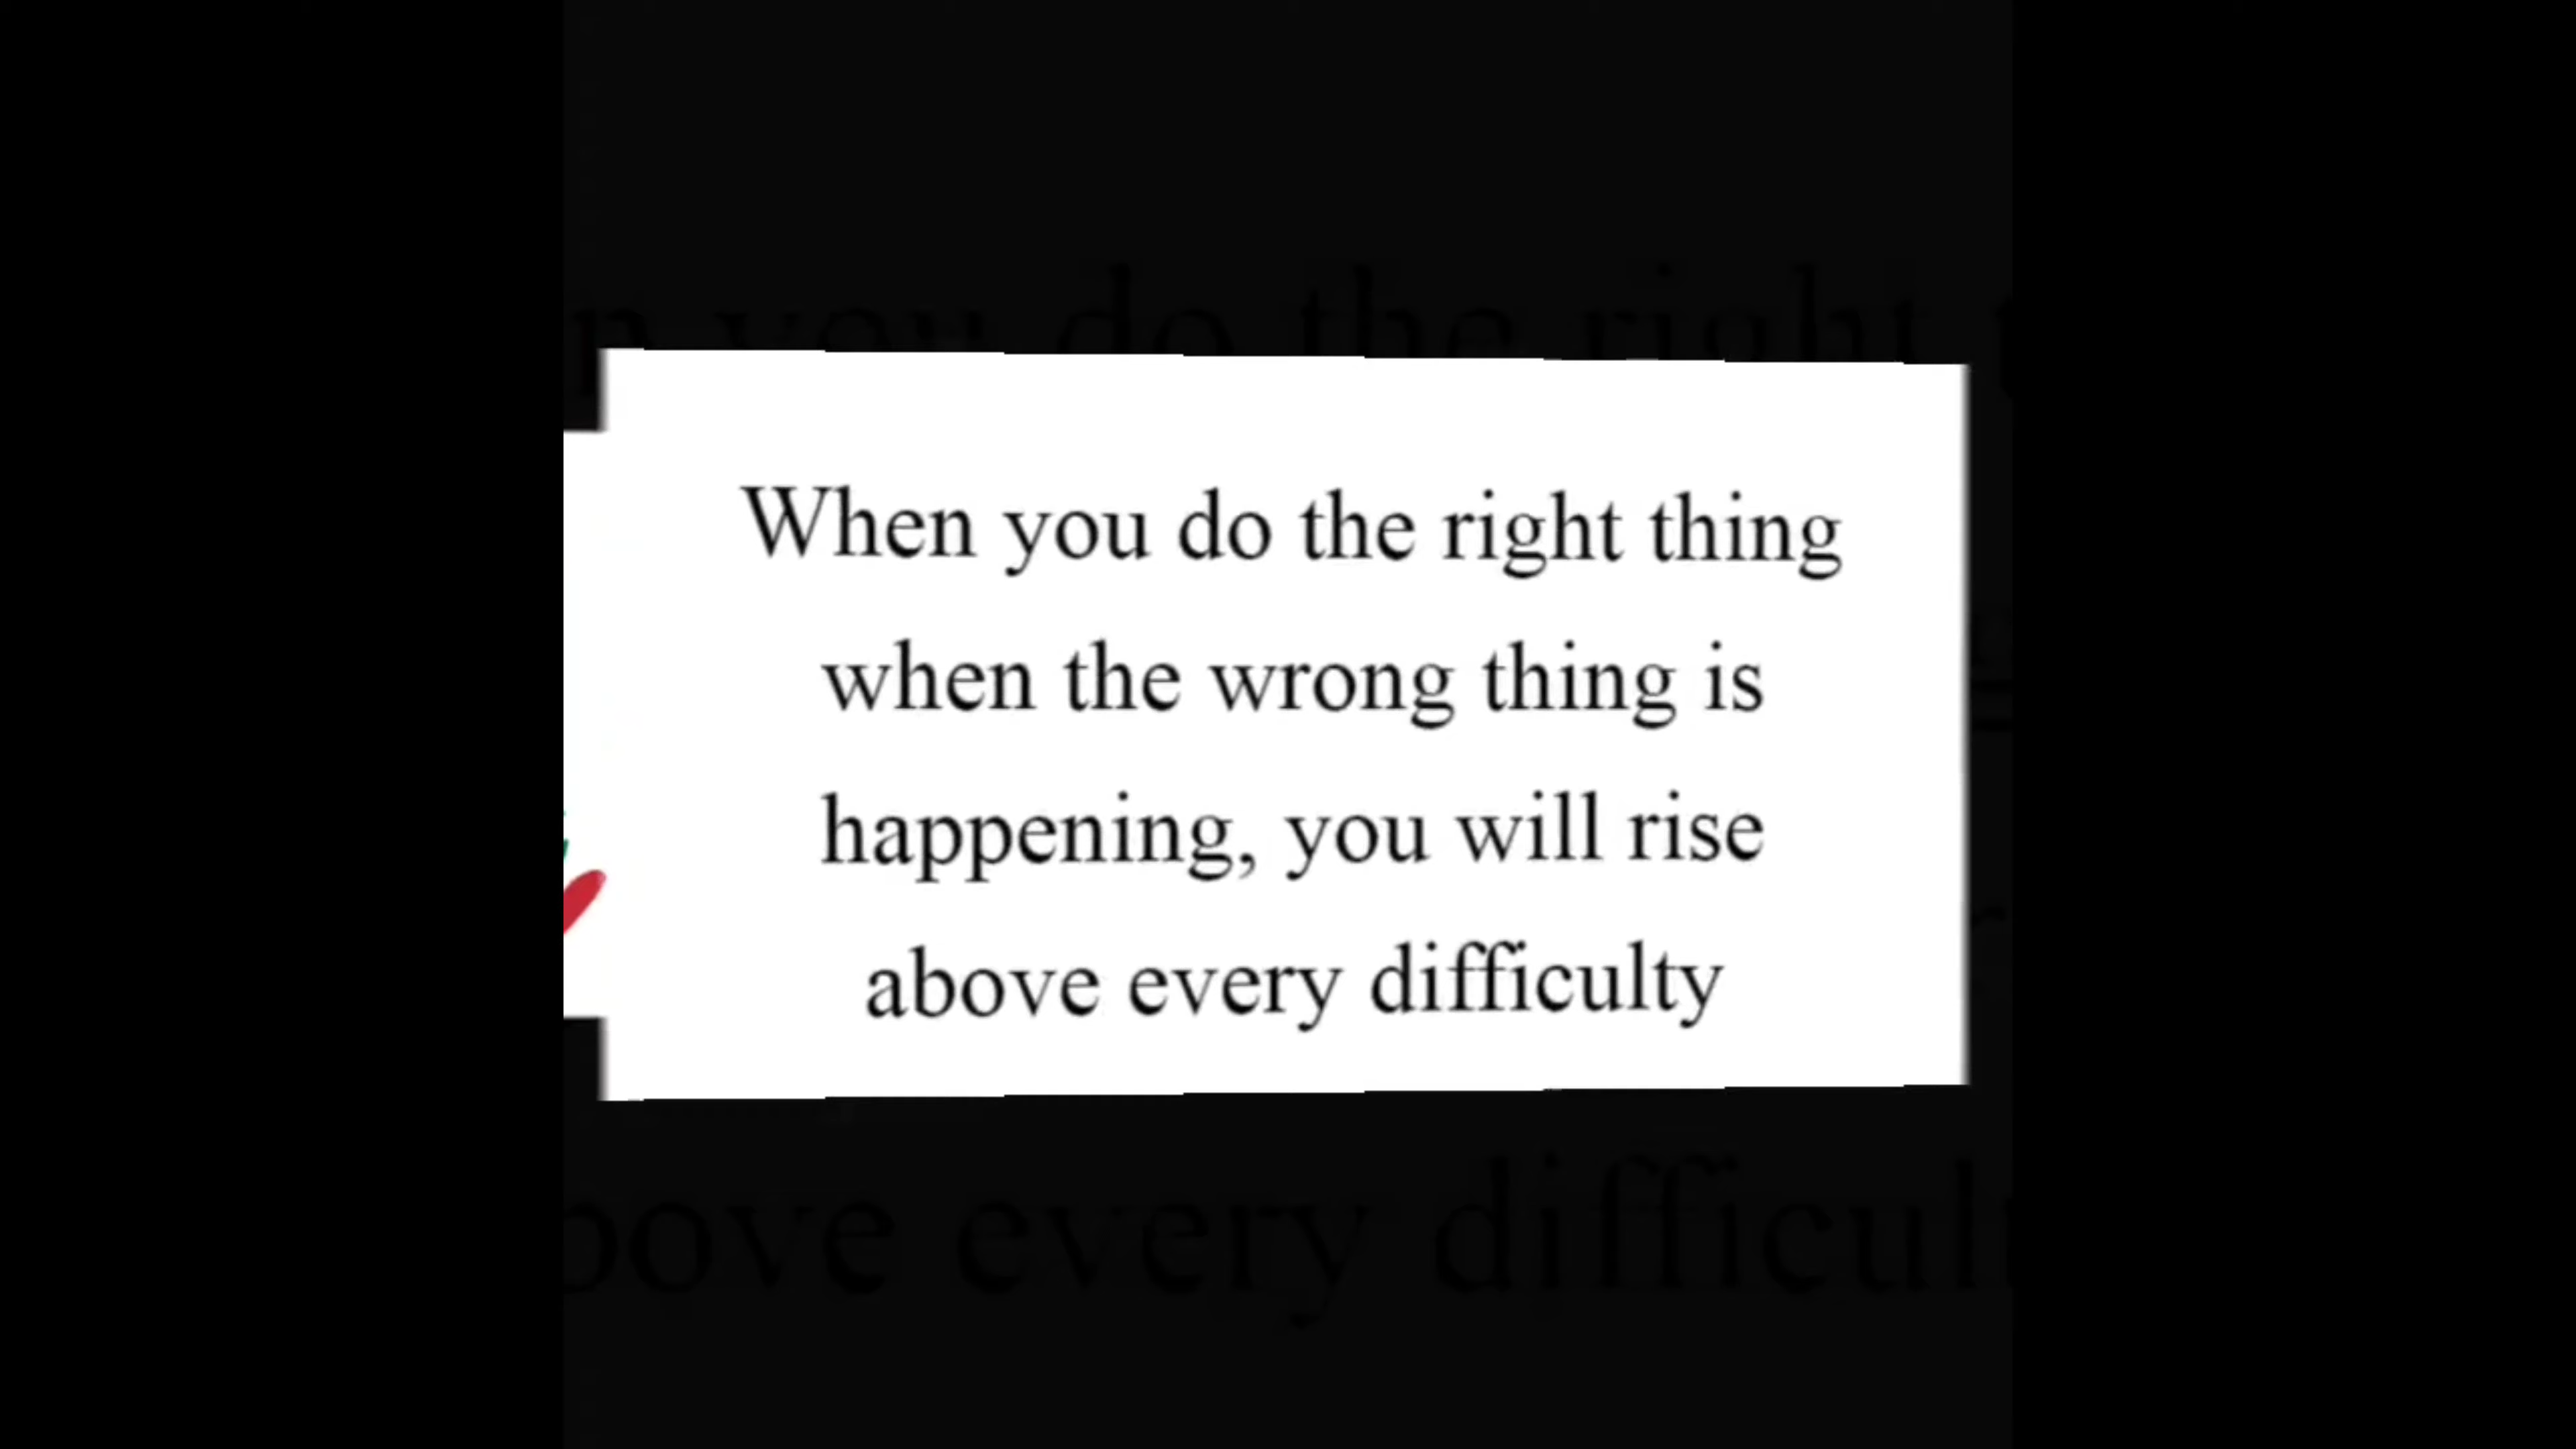 When you do the right thing
when the wrong thing is
happening, you will rise
above every difficulty